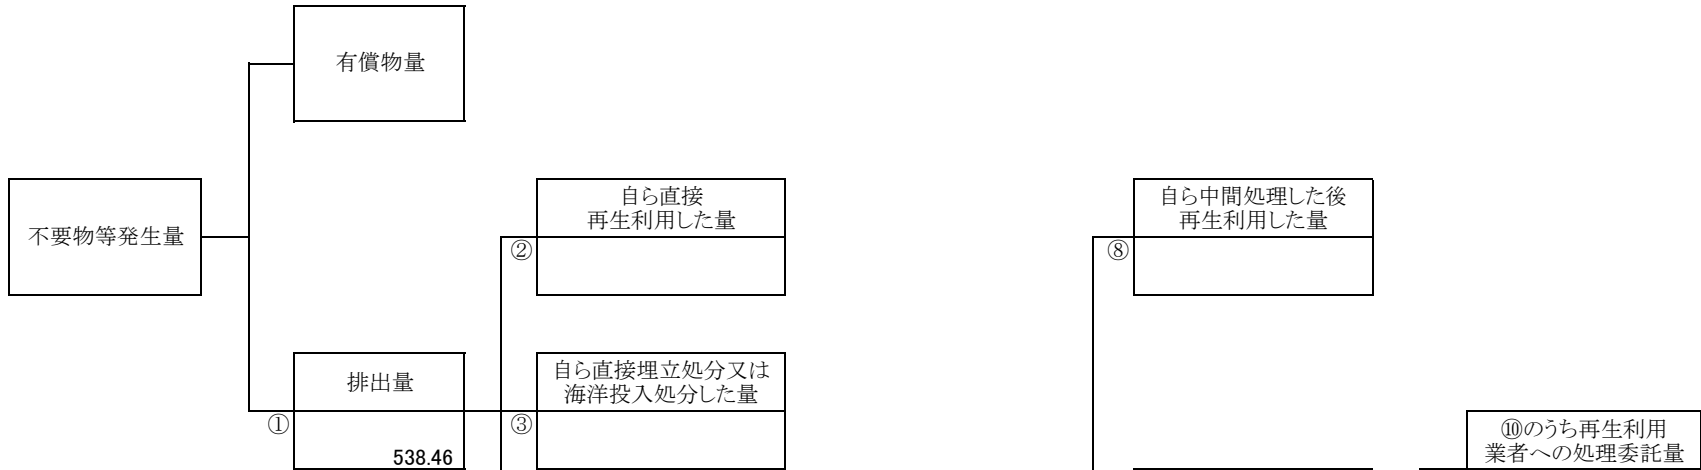 有償物量
不要物等発生量
自ら直接
再生利用した量
②
自ら中間処理した後
再生利用した量
⑧
排出量
①
538.46
自ら直接埋立処分又は
海洋投入処分した量
③
⑩のうち再生利用
業者への処理委託量